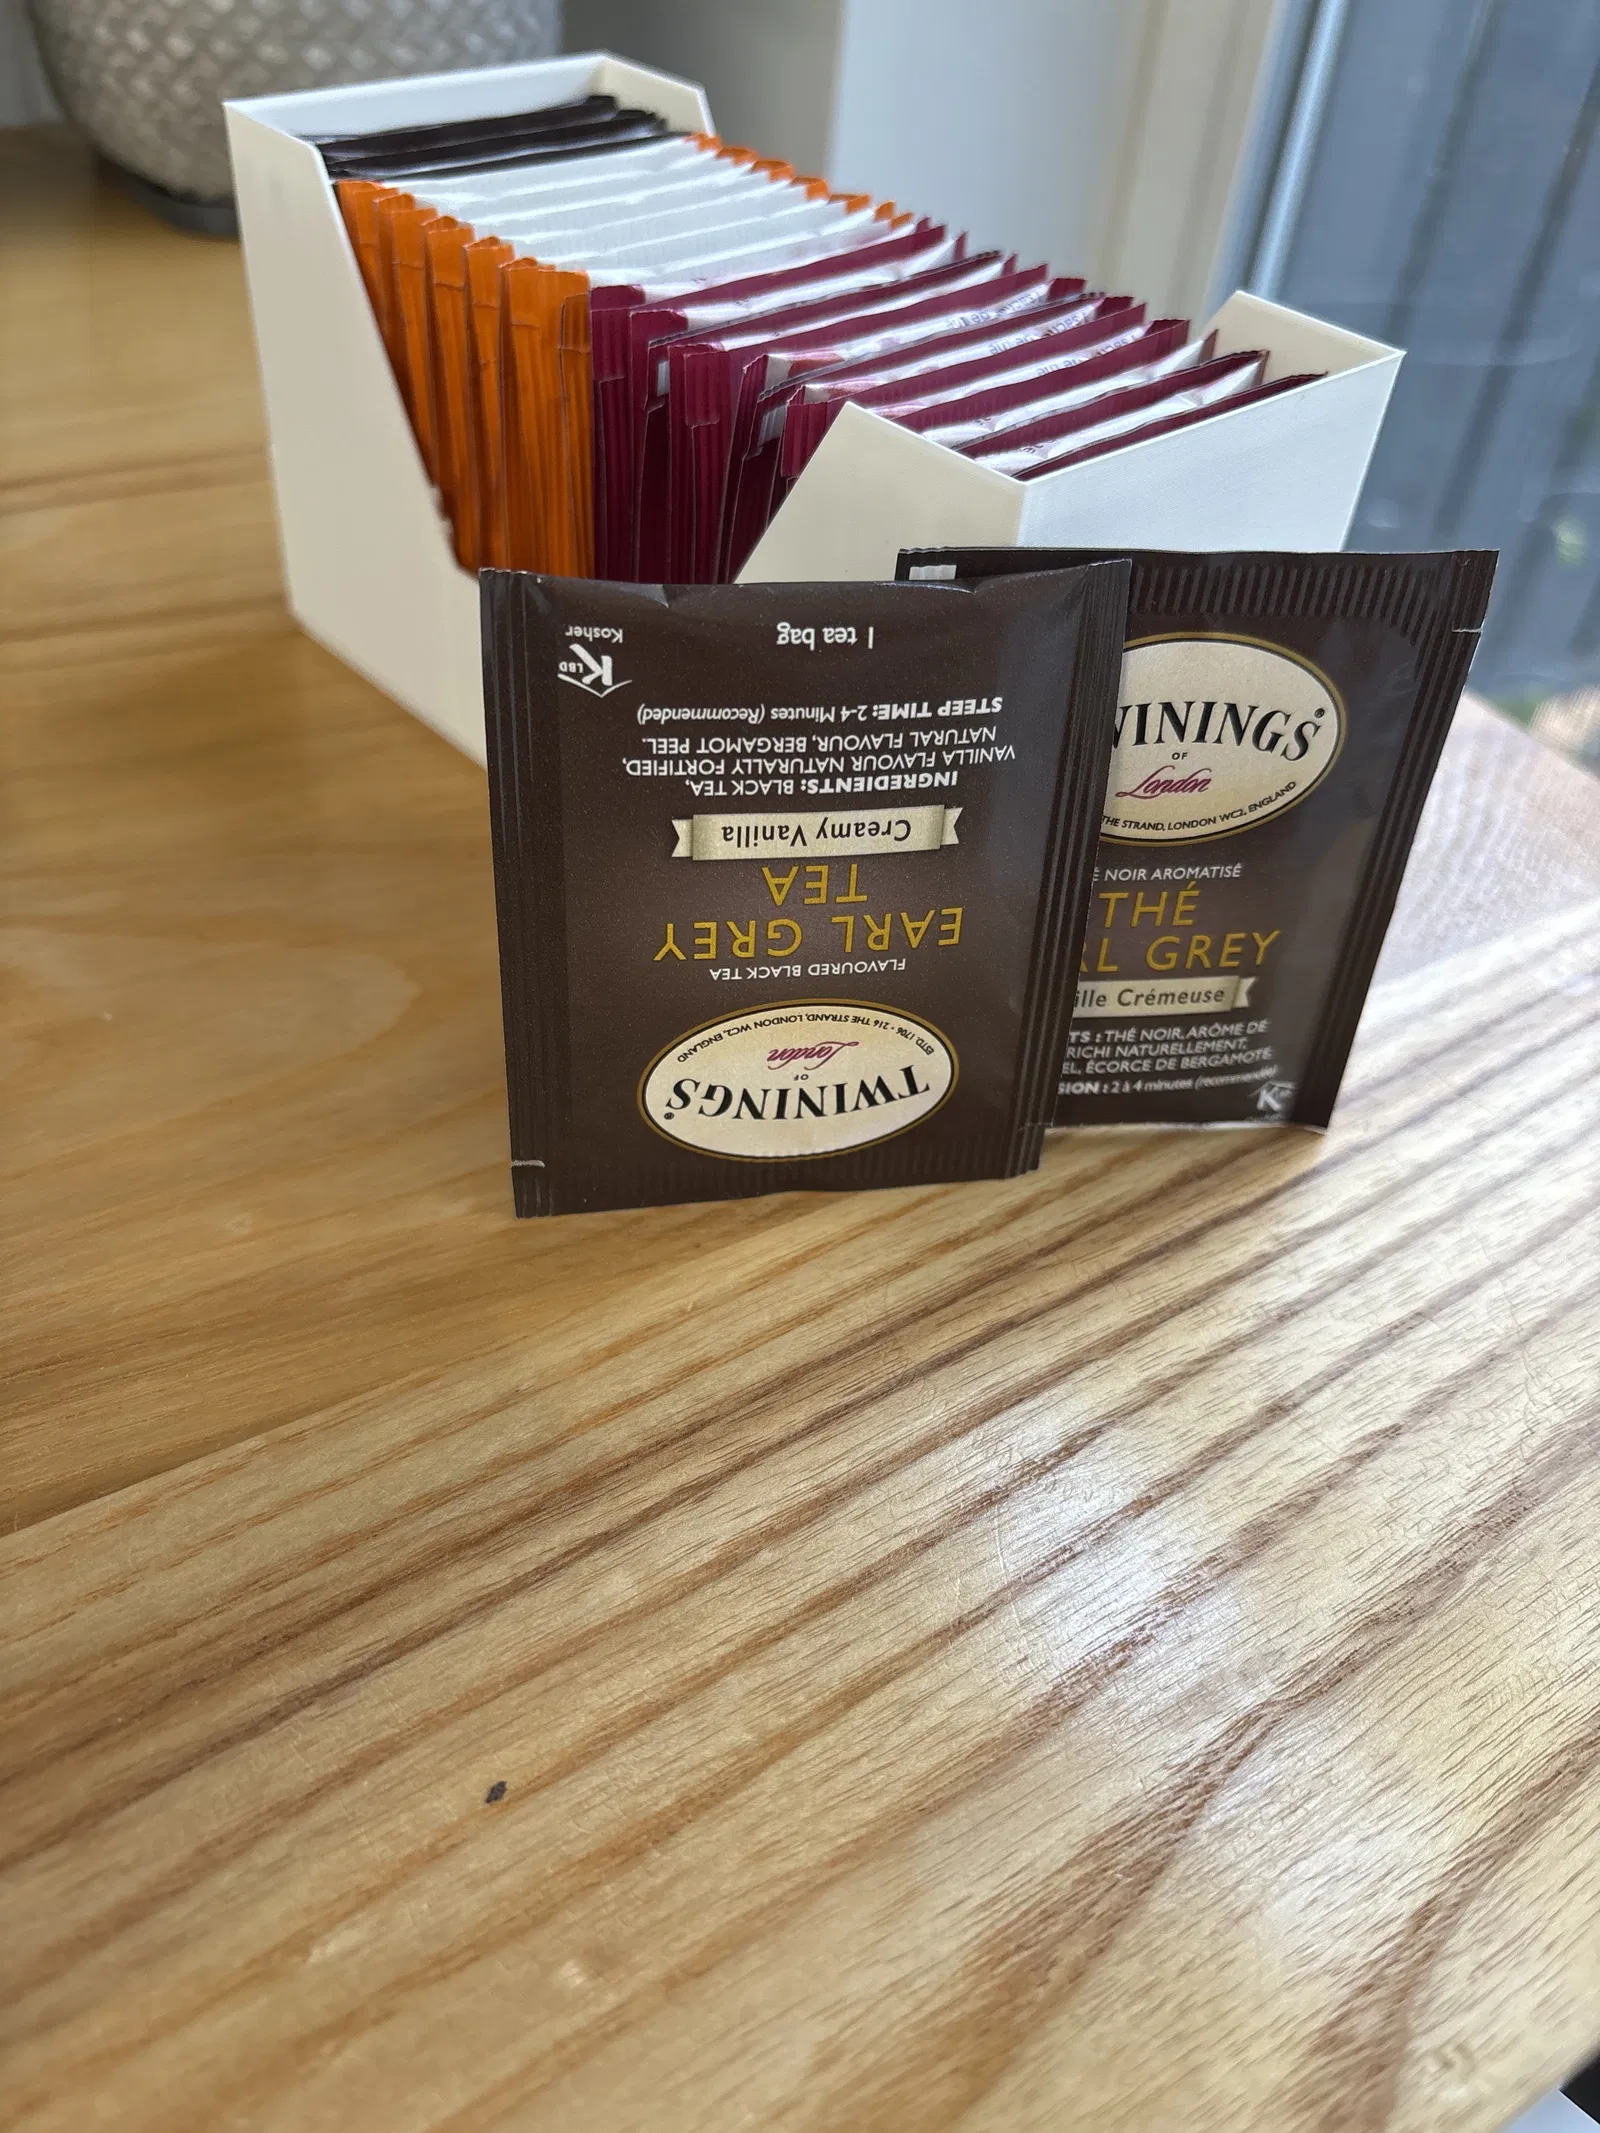 TWININGS®
OF
London
ESTD. 1706 · 216 THE STRAND, LONDON WC2, ENGLAND
FLAVOURED BLACK TEA
EARL GREY
TEA
Creamy Vanilla
INGREDIENTS: BLACK TEA,
VANILLA FLAVOUR NATURALLY FORTIFIED,
NATURAL FLAVOUR, BERGAMOT PEEL.
STEEP TIME: 2-4 Minutes (Recommended)
1 tea bag
K LBD
Kosher
WININGS®
OF
London
THE STRAND, LONDON WC2, ENGLAND
NOIR AROMATISÉ
THÉ
GREY
Crémeuse
: THÉ NOIR, ARÔME DE
NATURELLEMENT,
ÉCORCE DE BERGAMOTE.
: 2 à 4 minutes (recommendé)
K